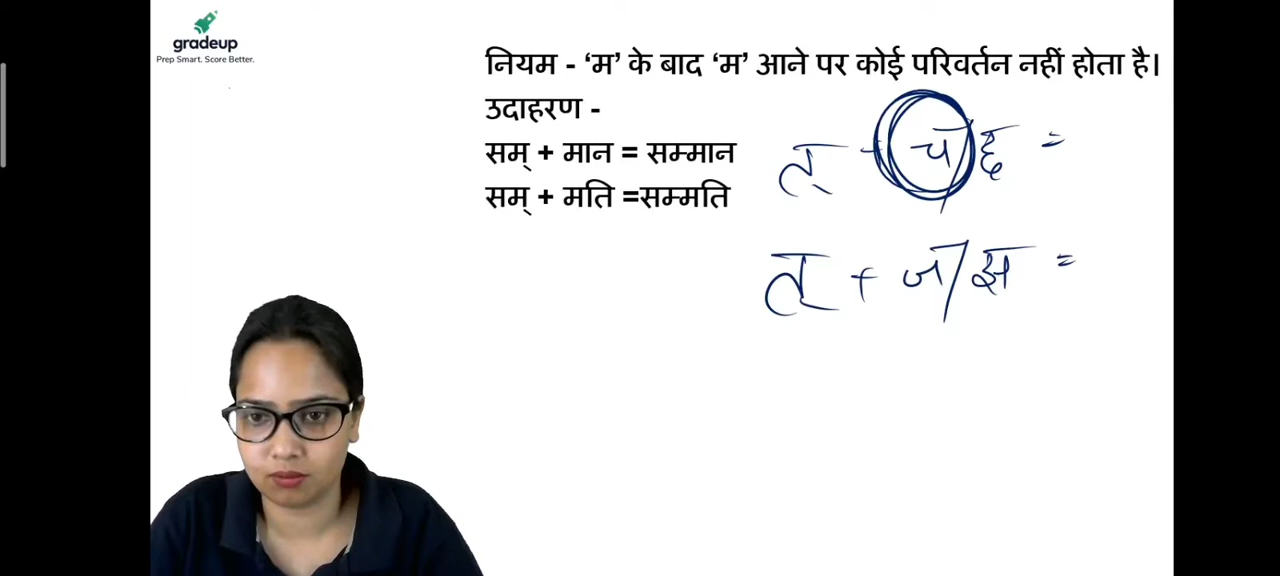 gradeup
Prep Smart. Score Better.
नियम - ‘म’ के बाद ‘म’ आने पर कोई परिवर्तन नहीं होता है।
उदाहरण -
सम् + मान = सम्मान
सम् + मति =सम्मति
त् + च/छ =
त् + ज/झ =